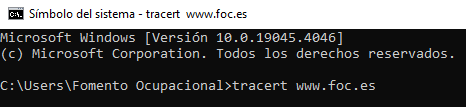 Símbolo del sistema - tracert www.foc.es
Microsoft Windows [Versión 10.0.19045.4046]
(c) Microsoft Corporation. Todos los derechos reservados.
C:\Users\Fomento Ocupacional>tracert www.foc.es